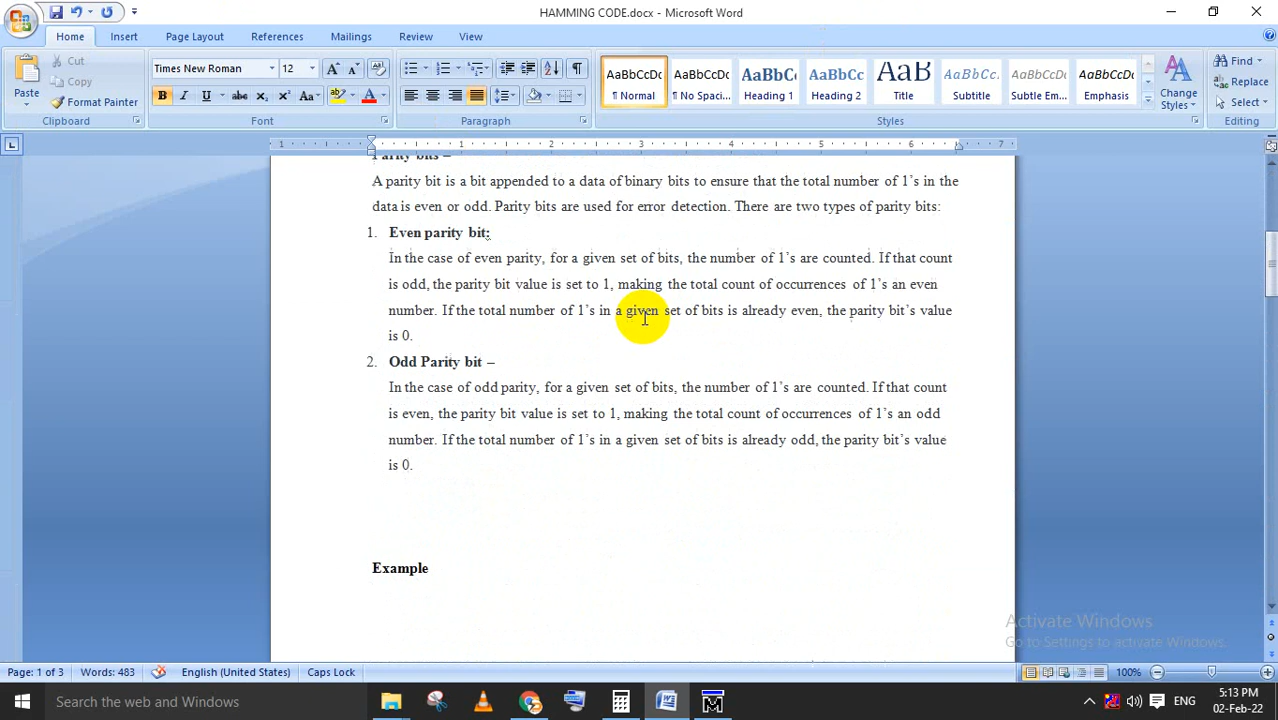 HAMMING CODE.docx - Microsoft Word
Home Insert Page Layout References Mailings Review View
Paste
Cut
Copy
Format Painter
Clipboard
Times New Roman 12
Font
Paragraph
AaBbCcDc AaBbCcDc AaBbC AaBbCc AaB AaBbCc. AaBbCcDc AaBbCcDc
¶ Normal ¶ No Spaci... Heading 1 Heading 2 Title Subtitle Subtle Em... Emphasis
Change Styles
Styles
Find
Replace
Select
Editing
1 1 2 3 4 5 6 7
Parity bits –
A parity bit is a bit appended to a data of binary bits to ensure that the total number of 1’s in the
data is even or odd. Parity bits are used for error detection. There are two types of parity bits:
1. Even parity bit:
In the case of even parity, for a given set of bits, the number of 1’s are counted. If that count
is odd, the parity bit value is set to 1, making the total count of occurrences of 1’s an even
number. If the total number of 1’s in a given set of bits is already even, the parity bit’s value
is 0.
2. Odd Parity bit –
In the case of odd parity, for a given set of bits, the number of 1’s are counted. If that count
is even, the parity bit value is set to 1, making the total count of occurrences of 1’s an odd
number. If the total number of 1’s in a given set of bits is already odd, the parity bit’s value
is 0.
Example
Activate Windows
Go to Settings to activate Windows.
Page: 1 of 3 Words: 483 English (United States) Caps Lock 100%
Search the web and Windows
ENG
5:13 PM
02-Feb-22